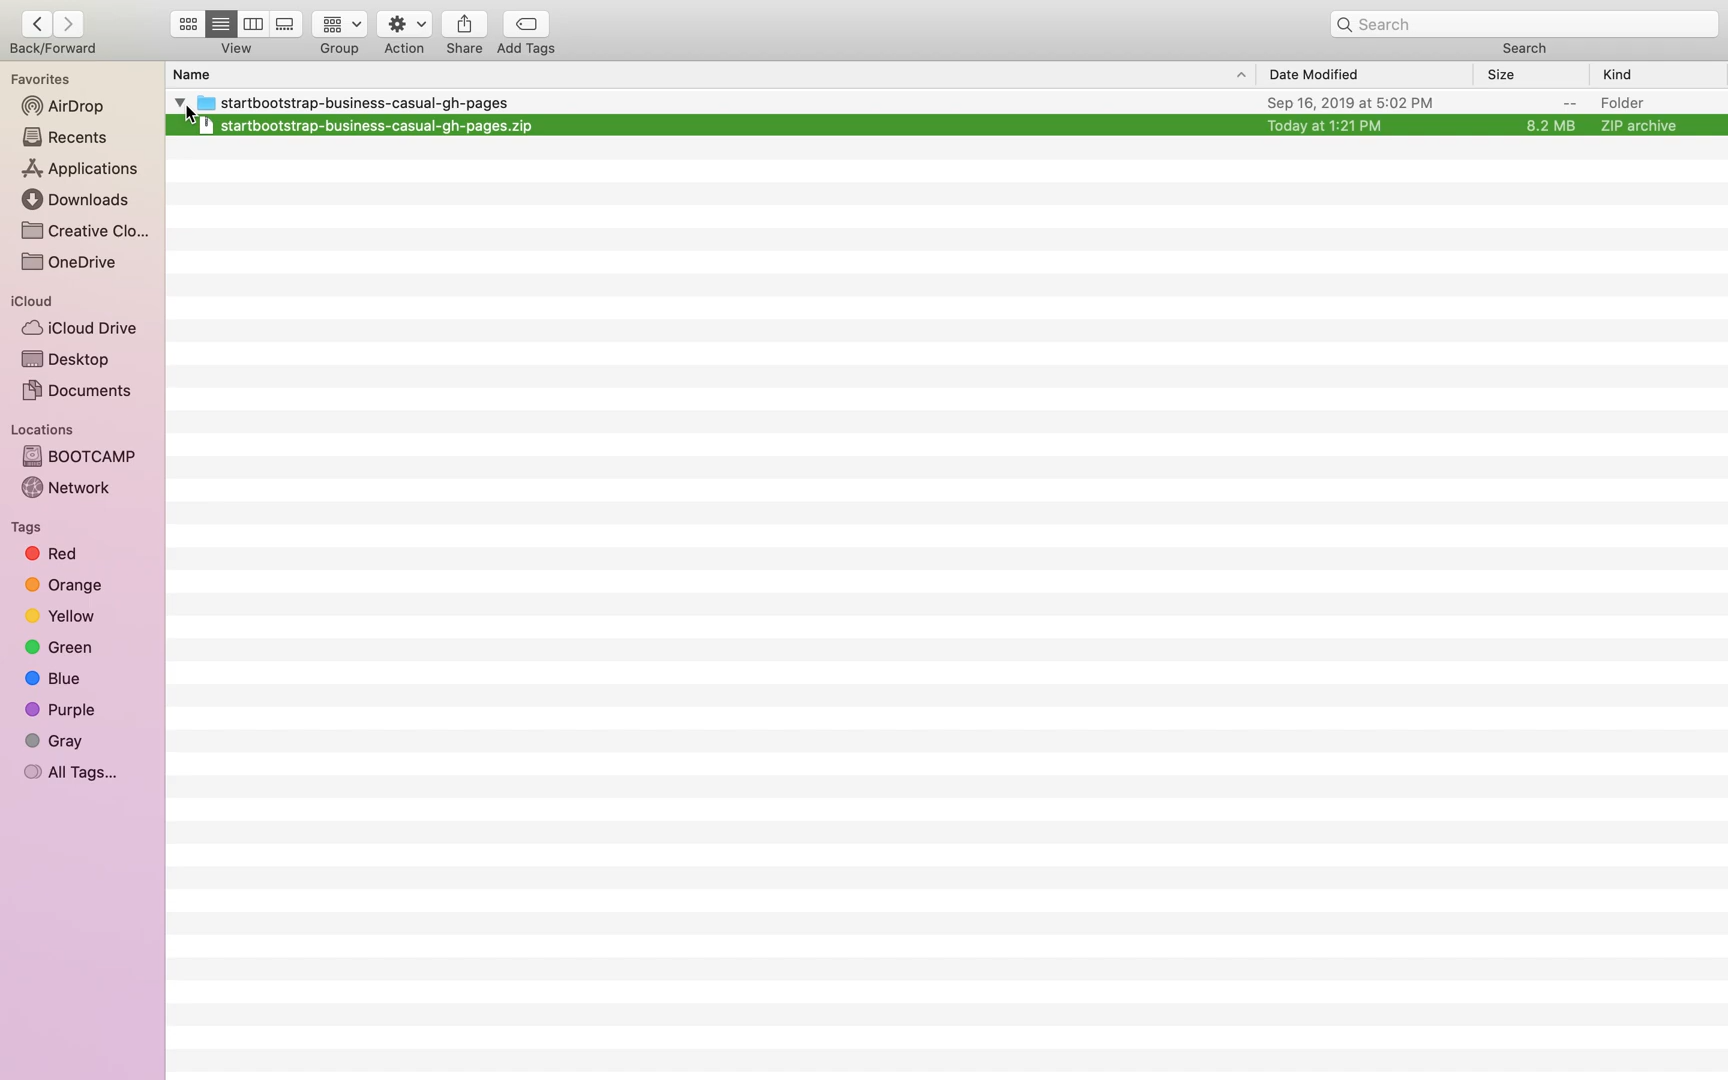 Back/Forward
View
Group
Action
Share
Add Tags
Search
Search
Name
Date Modified
Size
Kind
Favorites
AirDrop
Recents
Applications
Downloads
Creative Clo...
OneDrive
iCloud
iCloud Drive
Desktop
Documents
Locations
BOOTCAMP
Network
Tags
Red
Orange
Yellow
Green
Blue
Purple
Gray
All Tags...
startbootstrap-business-casual-gh-pages Sep 16, 2019 at 5:02 PM -- Folder
startbootstrap-business-casual-gh-pages.zip Today at 1:21 PM 8.2 MB ZIP archive